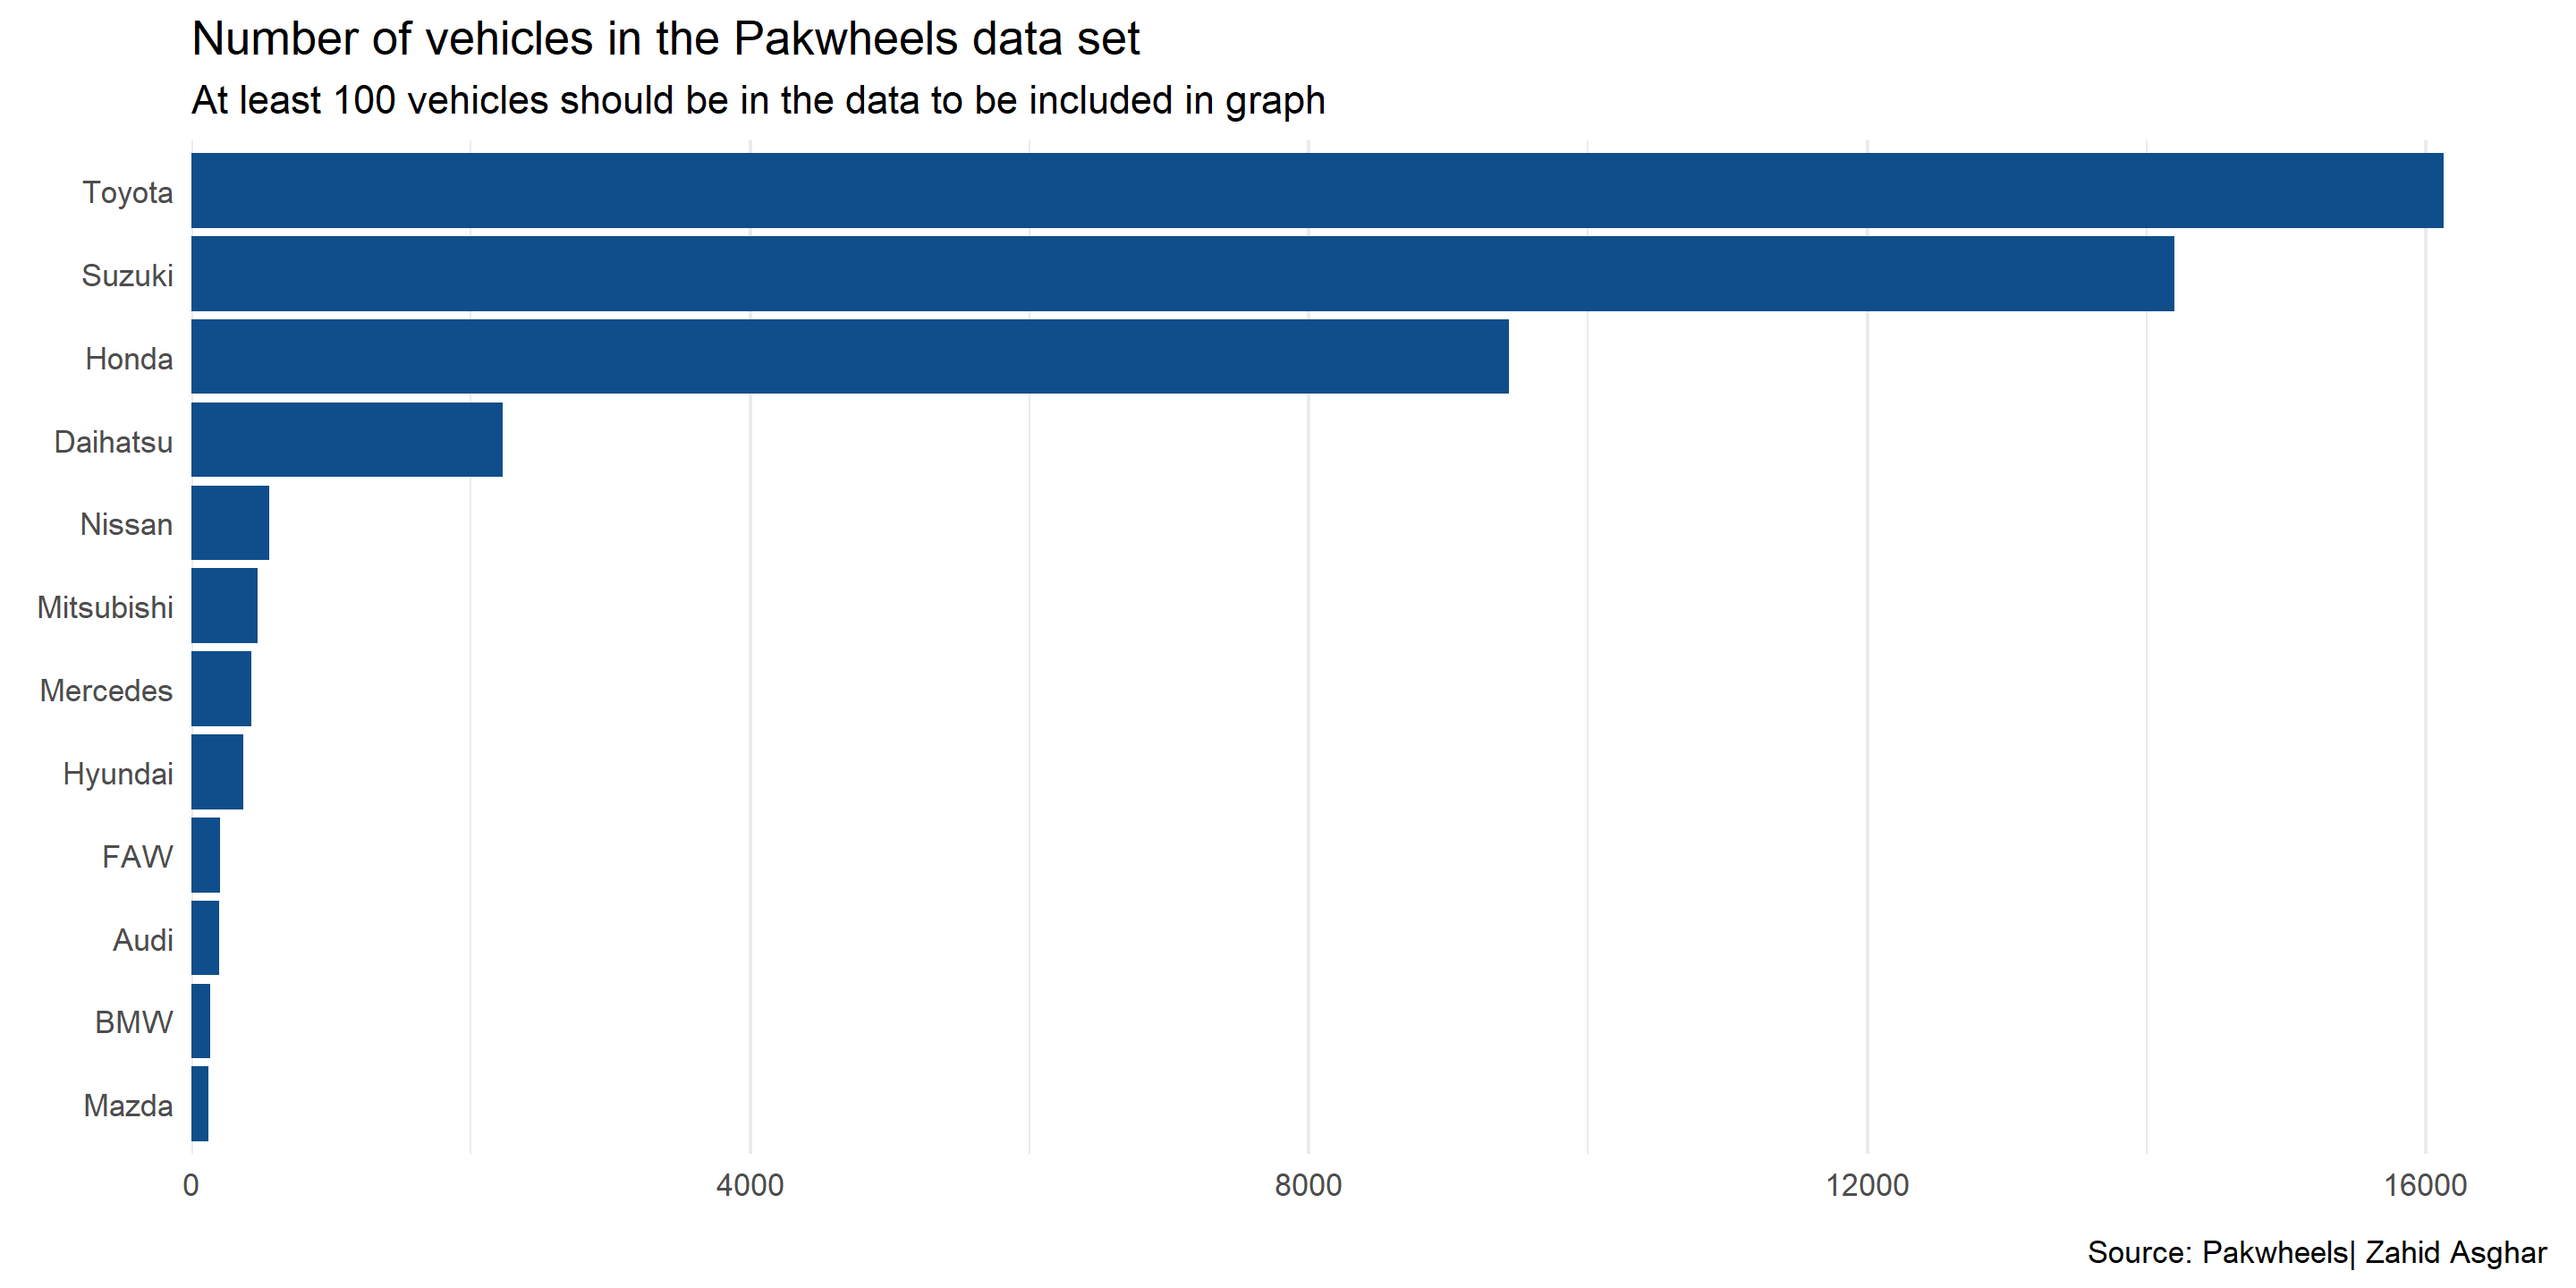 Number of vehicles in the Pakwheels data set
At least 100 vehicles should be in the data to be included in graph
Toyota
Suzuki
Honda
Daihatsu
Nissan
Mitsubishi
Mercedes
Hyundai
FAW
Audi
BMW
Mazda
0 4000 8000 12000 16000
Source: Pakwheels| Zahid Asghar